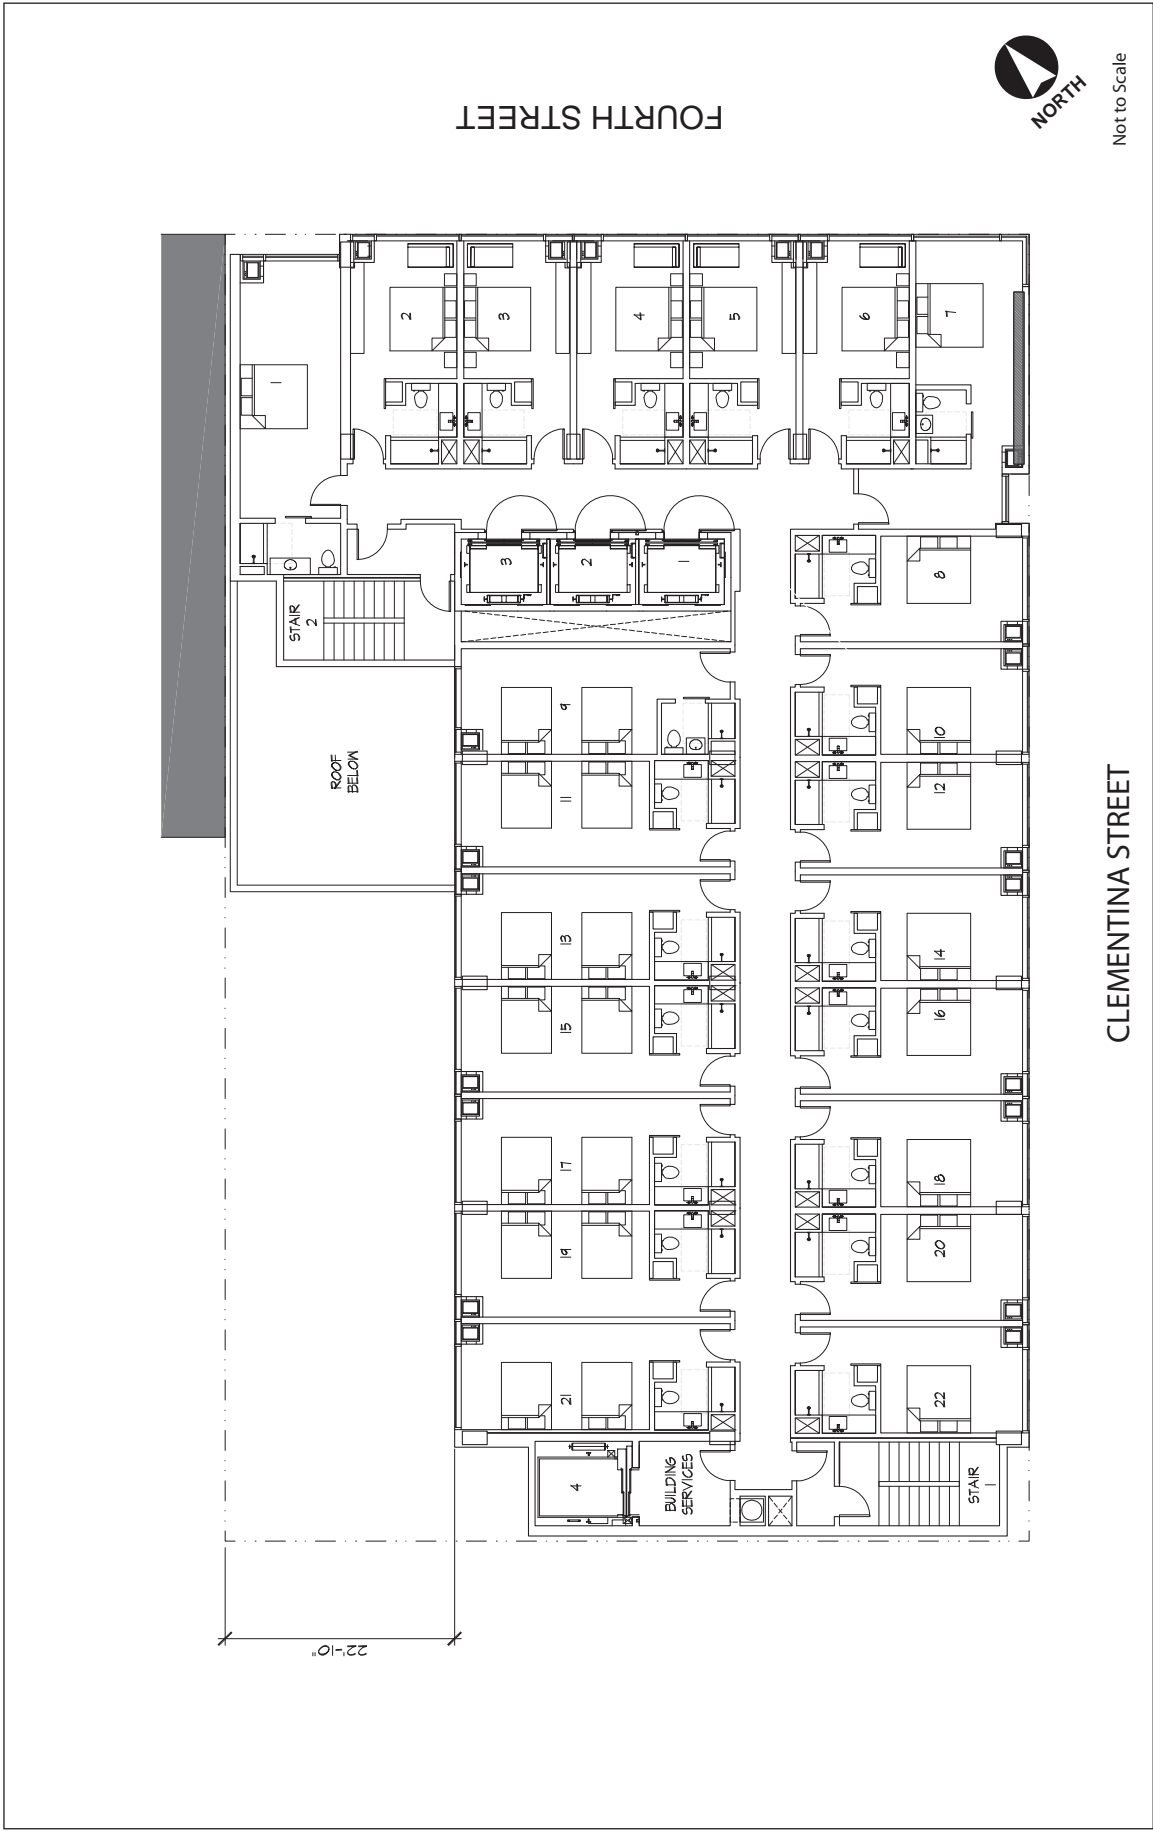 FOURTH STREET
NORTH
Not to Scale
1
2
3
4
5
6
7
3
2
1
STAIR
2
8
ROOF
BELOW
9
10
11
12
13
14
15
16
17
18
19
20
21
22
4
BUILDING
SERVICES
STAIR
1
22'-10"
CLEMENTINA STREET